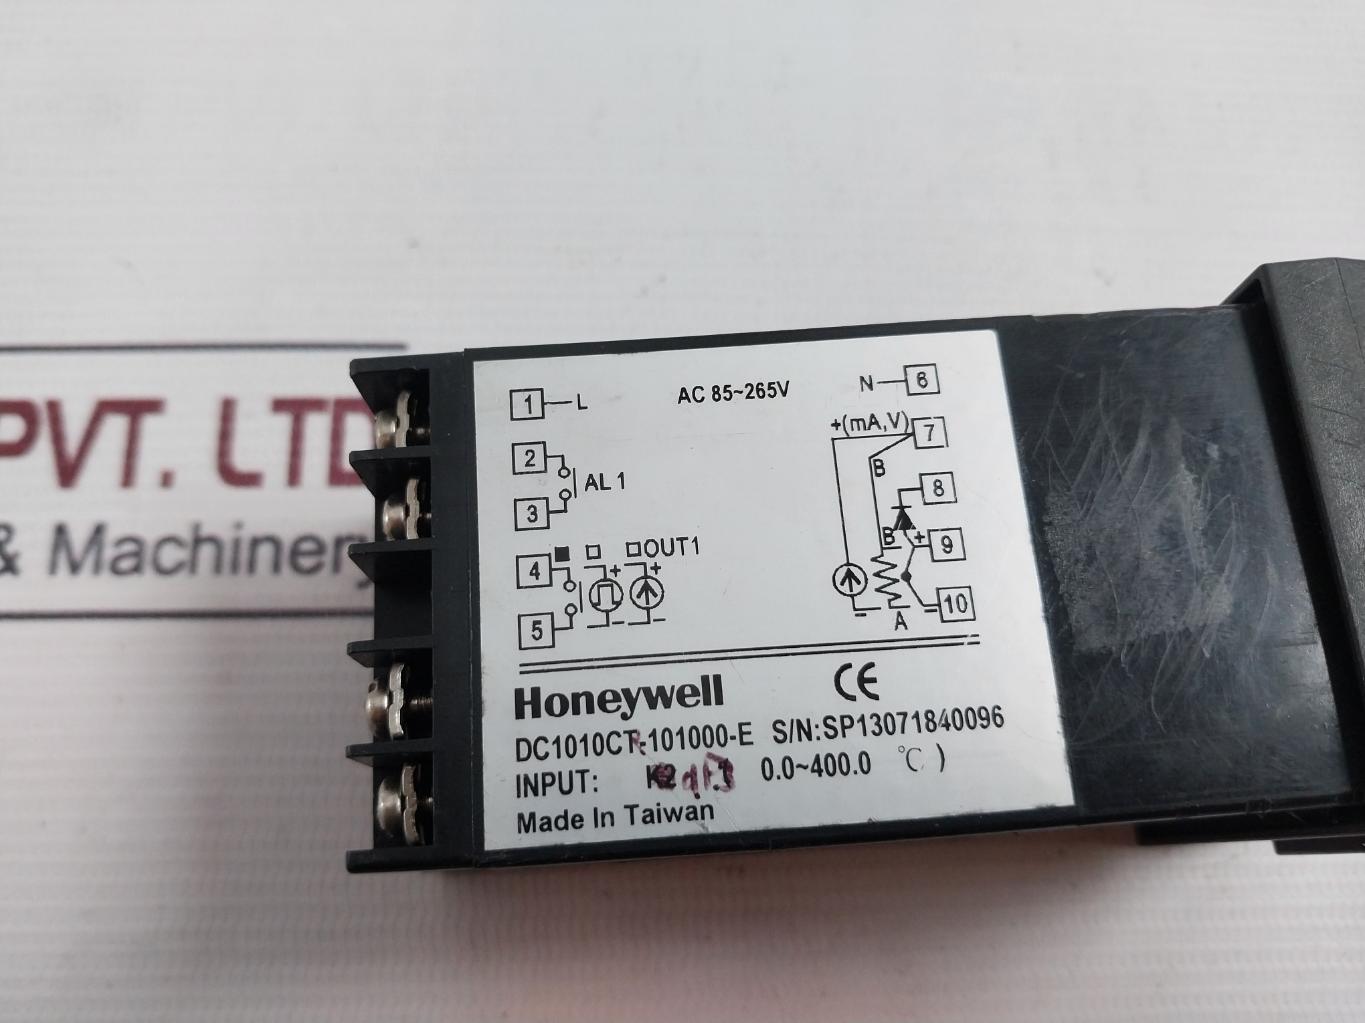 PVT. LTD
& Machinery
1 L
AC 85~265V
N 6
+(mA,V) 7
2
B
AL 1
8
3
B + 9
4 OUT1
+ +
5
- 10
A
Honeywell CE
DC1010CT-101000-E S/N:SP13071840096
INPUT: K2 0.0~400.0 ℃ )
Made In Taiwan